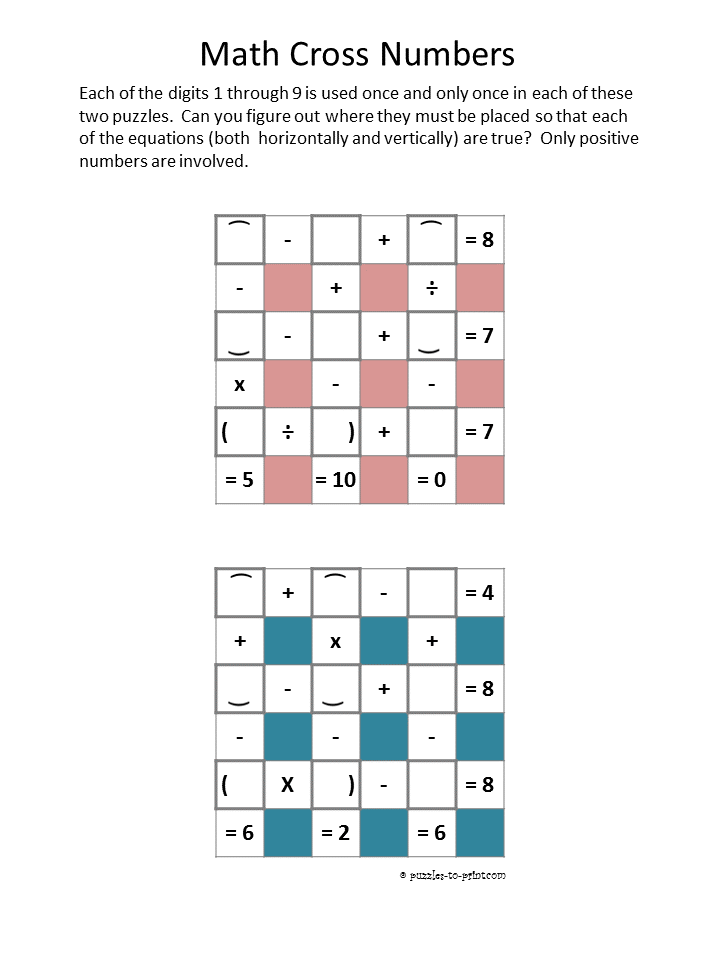 Math Cross Numbers
Each of the digits 1 through 9 is used once and only once in each of these
two puzzles. Can you figure out where they must be placed so that each
of the equations (both horizontally and vertically) are true? Only positive
numbers are involved.
⏜ - + ⏜ = 8
- + ÷
⏝ - + ⏝ = 7
x - -
( ÷ ) + = 7
= 5 = 10 = 0
⏜ + ⏜ - = 4
+ x +
⏝ - ⏝ + = 8
- - -
( X ) - = 8
= 6 = 2 = 6
© puzzles-to-print.com